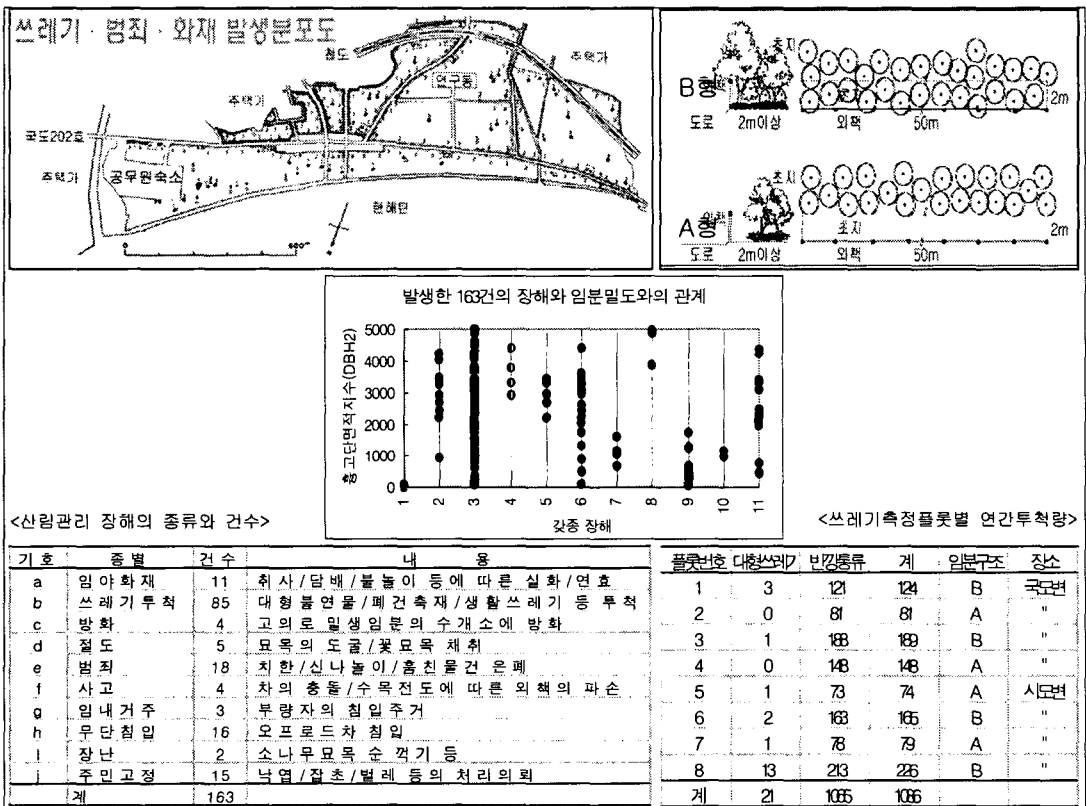 쓰레기 · 범죄 · 화재 발생분포도
철도
주택가
연구동
주택가
국도202호
주택가
공무원숙소
현해탄
600m
B형
초지
초지
2m
도로 2m이상 외책 50m
A형
초지
외책
초지
2m
도로 2m이상 외책 50m
발생한 163건의 장해와 임분밀도와의 관계
흉고단면적지수(DBH2)
5000
4000
3000
2000
1000
0
1 2 3 4 5 6 7 8 9 10 11
갖종 장해
<산림관리 장해의 종류와 건수>
기호 종별 건수 내 용
a 임야화재 11 취사/담배/불놀이 등에 따른 실화/연효
b 쓰레기투척 85 대형불연물/폐건축재/생활쓰레기 등 투척
c 방화 4 고의로 밀생임분의 수개소에 방화
d 절도 5 묘목의 도굴/꽃묘목 채취
e 범죄 18 치한/신나놀이/훔친물건 은폐
f 사고 4 차의 충돌/수목전도에 따른 외책의 파손
g 임내거주 3 부랑자의 침입주거
h 무단침입 16 오프로드차 침입
i 장난 2 소나무묘목 순 꺾기 등
j 주민고정 15 낙엽/잡초/벌레 등의 처리의뢰
계 163
<쓰레기측정플롯별 연간투척량>
플롯번호 대형쓰레기 빈깡통류 계 임분구조 장소
1 3 121 124 B 국도변
2 0 81 81 A "
3 1 188 189 B "
4 0 148 148 A "
5 1 73 74 A 시도변
6 2 163 165 B "
7 1 78 79 A "
8 13 213 226 B "
계 21 1065 1086